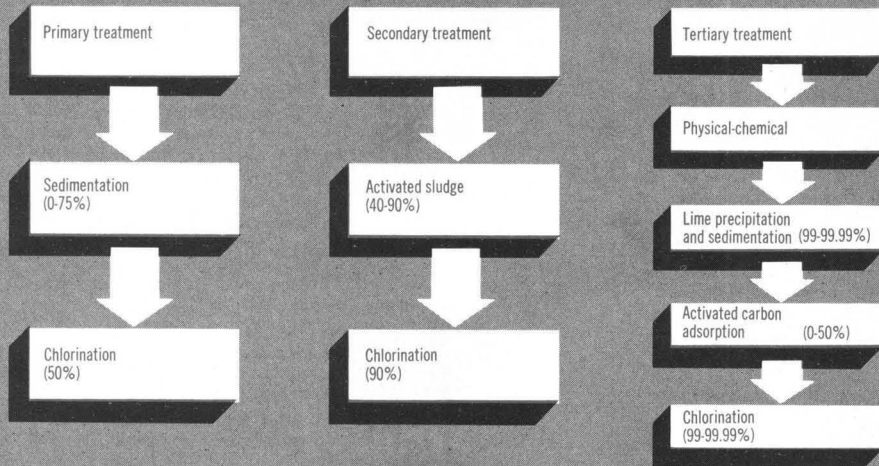 Primary treatment
Sedimentation
(0-75%)
Chlorination
(50%)
Secondary treatment
Activated sludge
(40-90%)
Chlorination
(90%)
Tertiary treatment
Physical-chemical
Lime precipitation
and sedimentation (99-99.99%)
Activated carbon
adsorption (0-50%)
Chlorination
(99-99.99%)